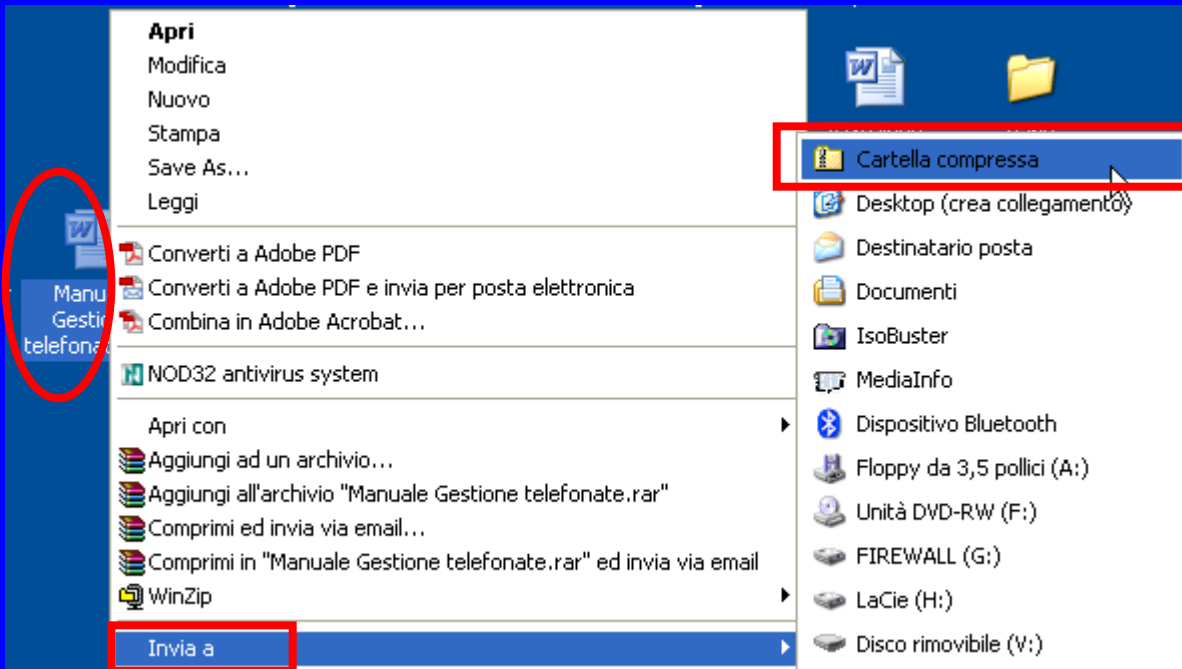 Apri
Modifica
Nuovo
Stampa
Save As...
Leggi
Converti a Adobe PDF
Converti a Adobe PDF e invia per posta elettronica
Combina in Adobe Acrobat...
NOD32 antivirus system
Apri con
Aggiungi ad un archivio...
Aggiungi all'archivio "Manuale Gestione telefonate.rar"
Comprimi ed invia via email...
Comprimi in "Manuale Gestione telefonate.rar" ed invia via email
WinZip
Invia a
Manu
Gestio
telefonat
Cartella compressa
Desktop (crea collegamento)
Destinatario posta
Documenti
IsoBuster
MediaInfo
Dispositivo Bluetooth
Floppy da 3,5 pollici (A:)
Unità DVD-RW (F:)
FIREWALL (G:)
LaCie (H:)
Disco rimovibile (V:)